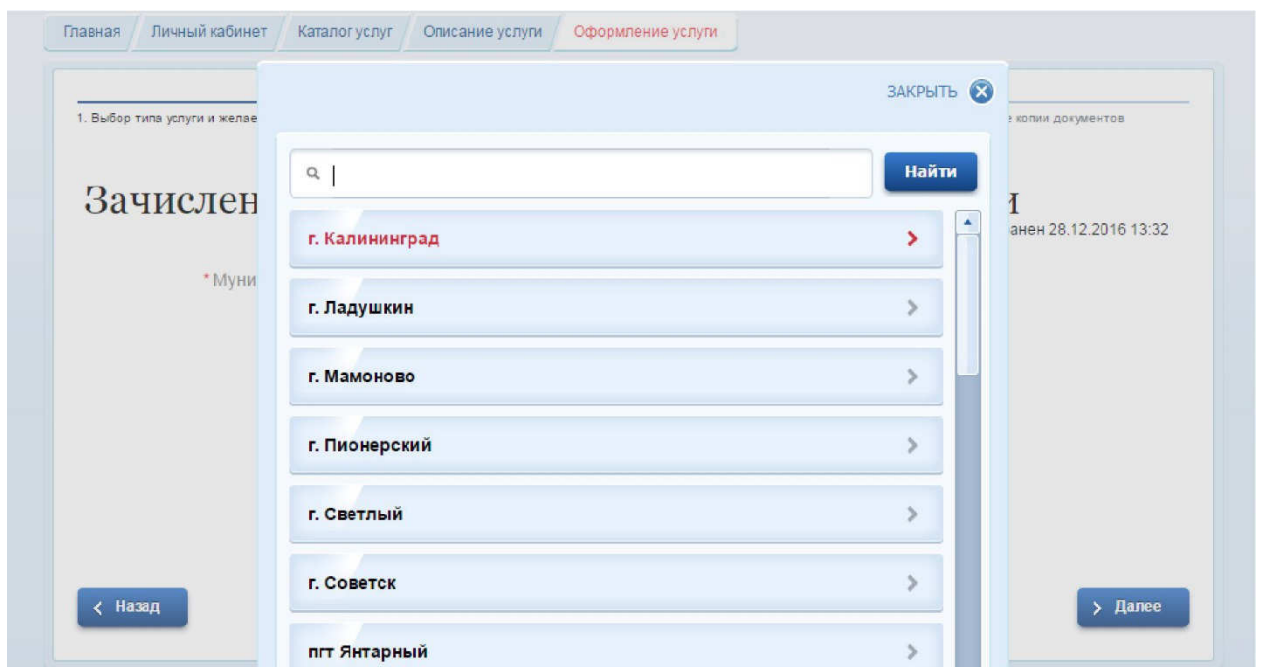 Главная Личный кабинет Каталог услуг Описание услуги Оформление услуги
ЗАКРЫТЬ
1. Выбор типа услуги и желае
копии документов
Найти
Зачислен
и
г. Калининград
анен 28.12.2016 13:32
*Муни
г. Ладушкин
г. Мамоново
г. Пионерский
г. Светлый
г. Советск
Назад
Далее
пгт Янтарный